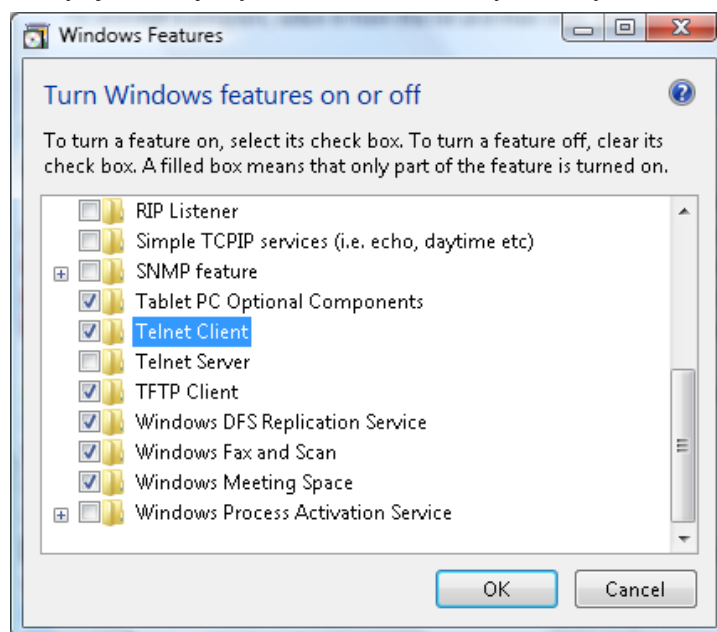 Windows Features
Turn Windows features on or off
To turn a feature on, select its check box. To turn a feature off, clear its
check box. A filled box means that only part of the feature is turned on.
RIP Listener
Simple TCPIP services (i.e. echo, daytime etc)
SNMP feature
Tablet PC Optional Components
Telnet Client
Telnet Server
TFTP Client
Windows DFS Replication Service
Windows Fax and Scan
Windows Meeting Space
Windows Process Activation Service
OK Cancel